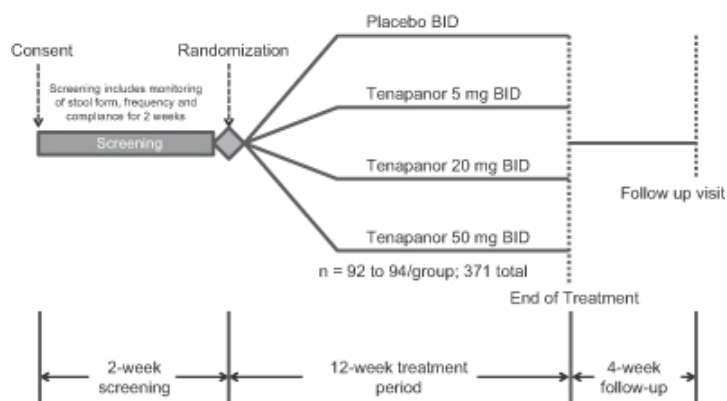 Placebo BID
Consent
Randomization
Screening includes monitoring
of stool form, frequency and
compliance for 2 weeks
Tenapanor 5 mg BID
Screening
Tenapanor 20 mg BID
Follow up visit
Tenapanor 50 mg BID
n = 92 to 94/group; 371 total
End of Treatment
2-week
screening
12-week treatment
period
4-week
follow-up